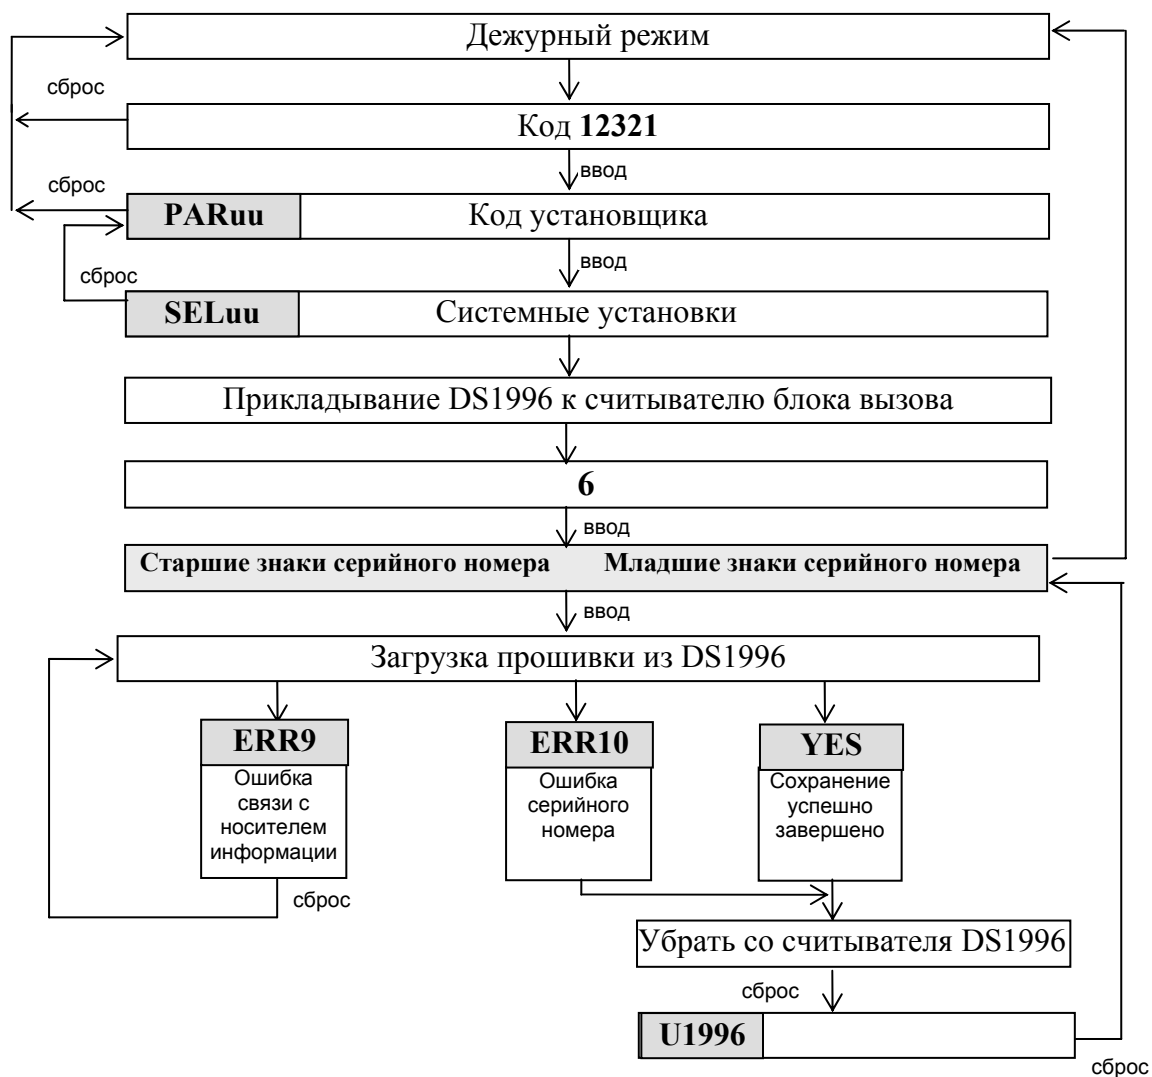 Дежурный режим
сброс
Код 12321
ввод
сброс
PARuu Код установщика
ввод
сброс
SELuu Системные установки
Прикладывание DS1996 к считывателю блока вызова
6
ввод
Старшие знаки серийного номера Младшие знаки серийного номера
ввод
Загрузка прошивки из DS1996
ERR9
Ошибка
связи с
носителем
информации
ERR10
Ошибка
серийного
номера
YES
Сохранение
успешно
завершено
сброс
Убрать со считывателя DS1996
сброс
U1996
сброс